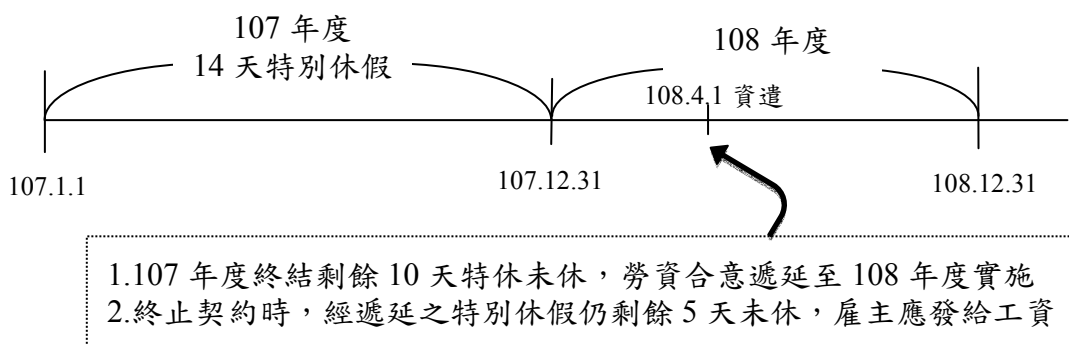 107 年度
14 天特別休假
108 年度
108.4.1 資遣
107.1.1
107.12.31
108.12.31
1.107 年度終結剩餘 10 天特休未休，勞資合意遞延至 108 年度實施
2.終止契約時，經遞延之特別休假仍剩餘 5 天未休，雇主應發給工資